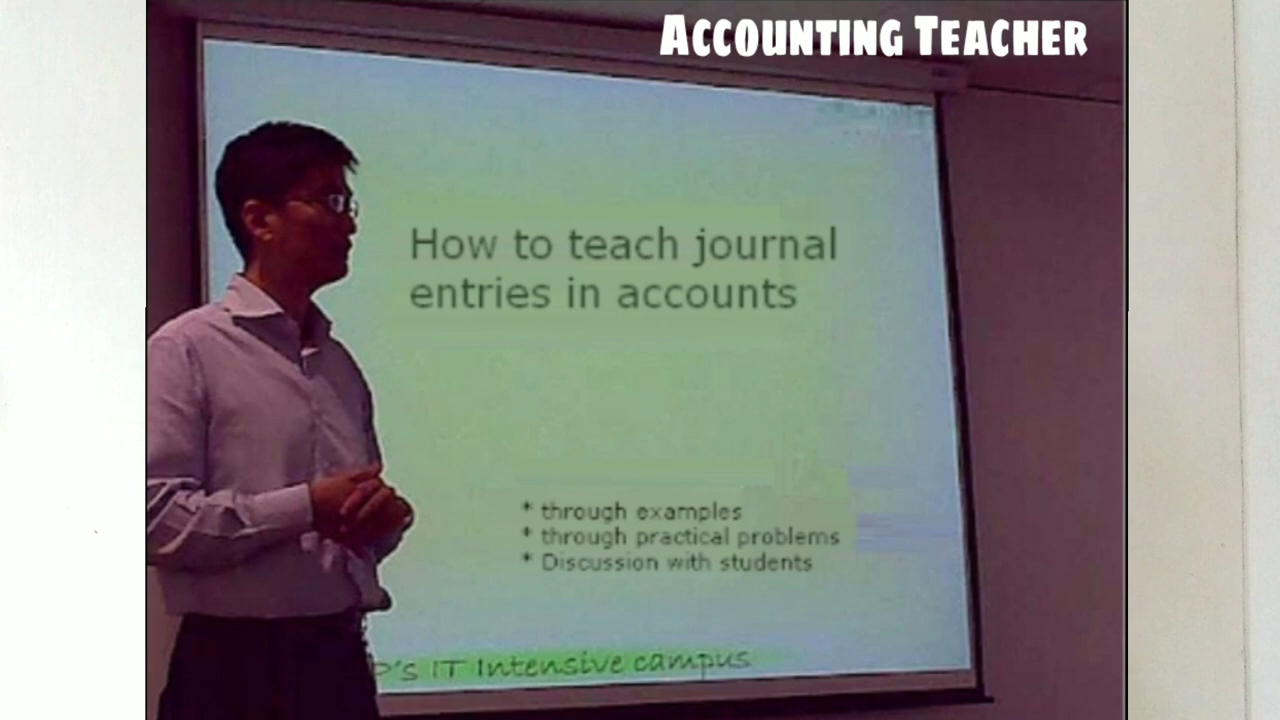 ACCOUNTING TEACHER
How to teach journal
entries in accounts
* through examples
* through practical problems
* Discussion with students
P's IT Intensive campus